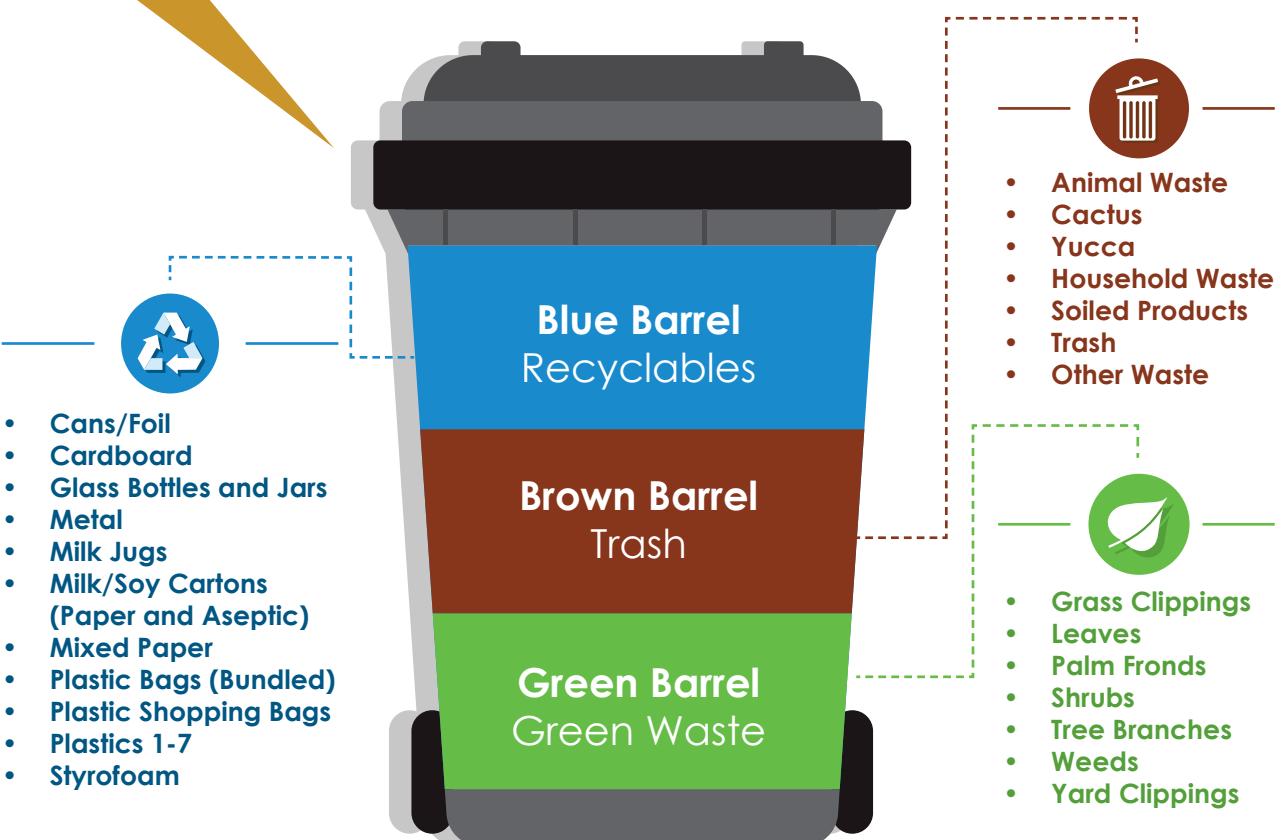 Blue Barrel
Recyclables
Brown Barrel
Trash
Green Barrel
Green Waste
• Cans/Foil
• Cardboard
• Glass Bottles and Jars
• Metal
• Milk Jugs
• Milk/Soy Cartons
(Paper and Aseptic)
• Mixed Paper
• Plastic Bags (Bundled)
• Plastic Shopping Bags
• Plastics 1-7
• Styrofoam
• Animal Waste
• Cactus
• Yucca
• Household Waste
• Soiled Products
• Trash
• Other Waste
• Grass Clippings
• Leaves
• Palm Fronds
• Shrubs
• Tree Branches
• Weeds
• Yard Clippings